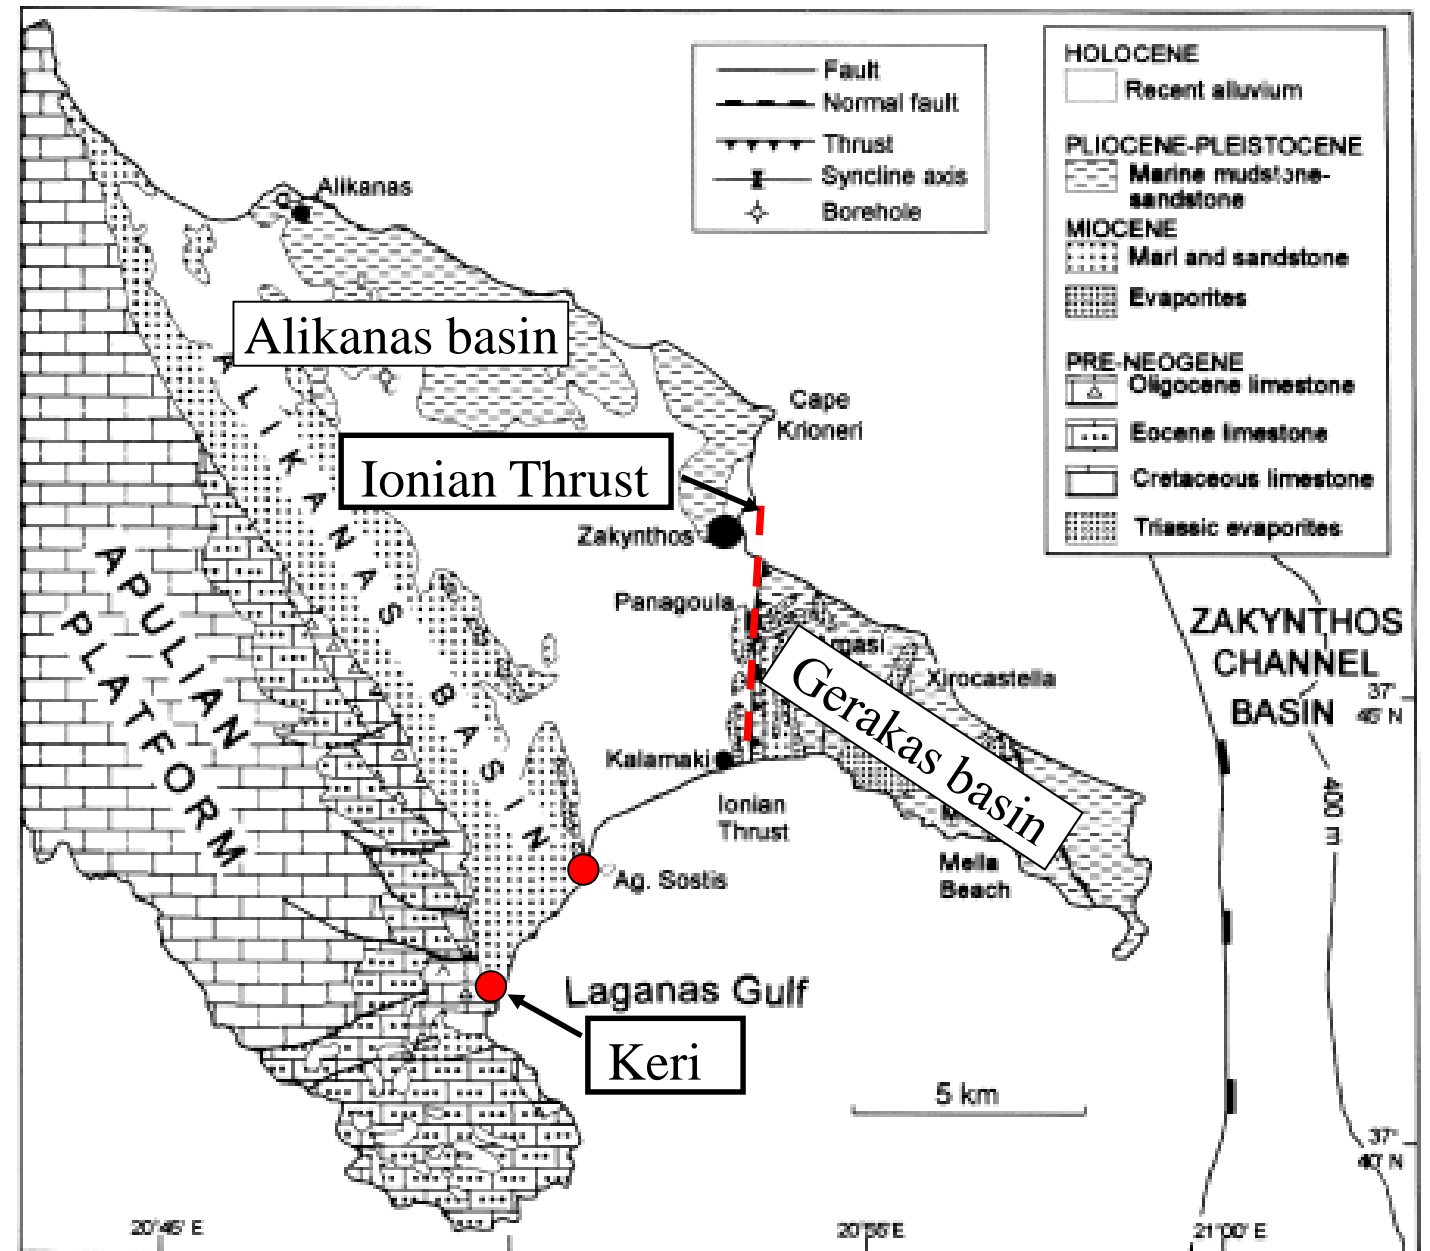 Fault
Normal fault
Thrust
Syncline axis
Borehole
HOLOCENE
Recent alluvium
PLIOCENE-PLEISTOCENE
Marine mudstone-
sandstone
MIOCENE
Marl and sandstone
Evaporites
PRE-NEOGENE
Oligocene limestone
Eocene limestone
Cretaceous limestone
Triassic evaporites
Alikanas
Alikanas basin
ALIKANAS BASIN
Cape
Krioneri
Ionian Thrust
Zakynthos
APULIAN
PLATFORM
Panagoula
Xirocastella
Gerakas basin
ZAKYNTHOS
CHANNEL
BASIN
37°
45' N
Kalamaki
Ionian
Thrust
400 m
Ag. Sostis
Meila
Beach
Laganas Gulf
Keri
5 km
37°
40' N
20°45' E
20°55'E
21°00' E